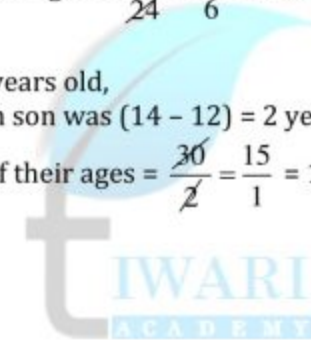 24 6
years old,
n son was (14 – 12) = 2 ye
f their ages = 30/2 = 15/1 =
IWARI
ACADEMY